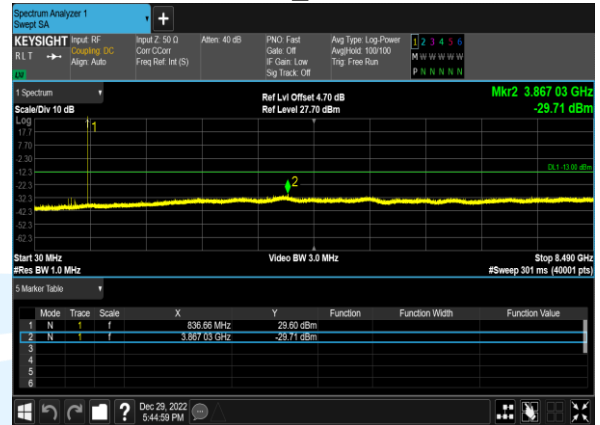 Spectrum Analyzer 1
Swept SA
+
KEYSIGHT Input: RF Input Z: 50 Ω Atten: 40 dB PNO: Fast Avg Type: Log-Power 1 2 3 4 5 6
RLT Coupling: DC Corr CCorr Gate: Off Avg|Hold: 100/100 M W W W W W
Align: Auto Freq Ref: Int (S) IF Gain: Low Trig: Free Run
LW Sig Track: Off P N N N N N
1 Spectrum Ref Lvl Offset 4.70 dB Mkr2 3.867 03 GHz
Scale/Div 10 dB Ref Level 27.70 dBm -29.71 dBm
Log
17.7
7.70
-2.30
-12.3
-22.3
-32.3
-42.3
-52.3
-62.3
1
2
DL1 -13.00 dBm
Start 30 MHz Video BW 3.0 MHz Stop 8.490 GHz
#Res BW 1.0 MHz #Sweep 301 ms (40001 pts)
5 Marker Table
Mode Trace Scale X Y Function Function Width Function Value
1 N 1 f 836.66 MHz 29.60 dBm
2 N 1 f 3.867 03 GHz -29.71 dBm
3
4
5
6
? Dec 29, 2022
5:44:59 PM